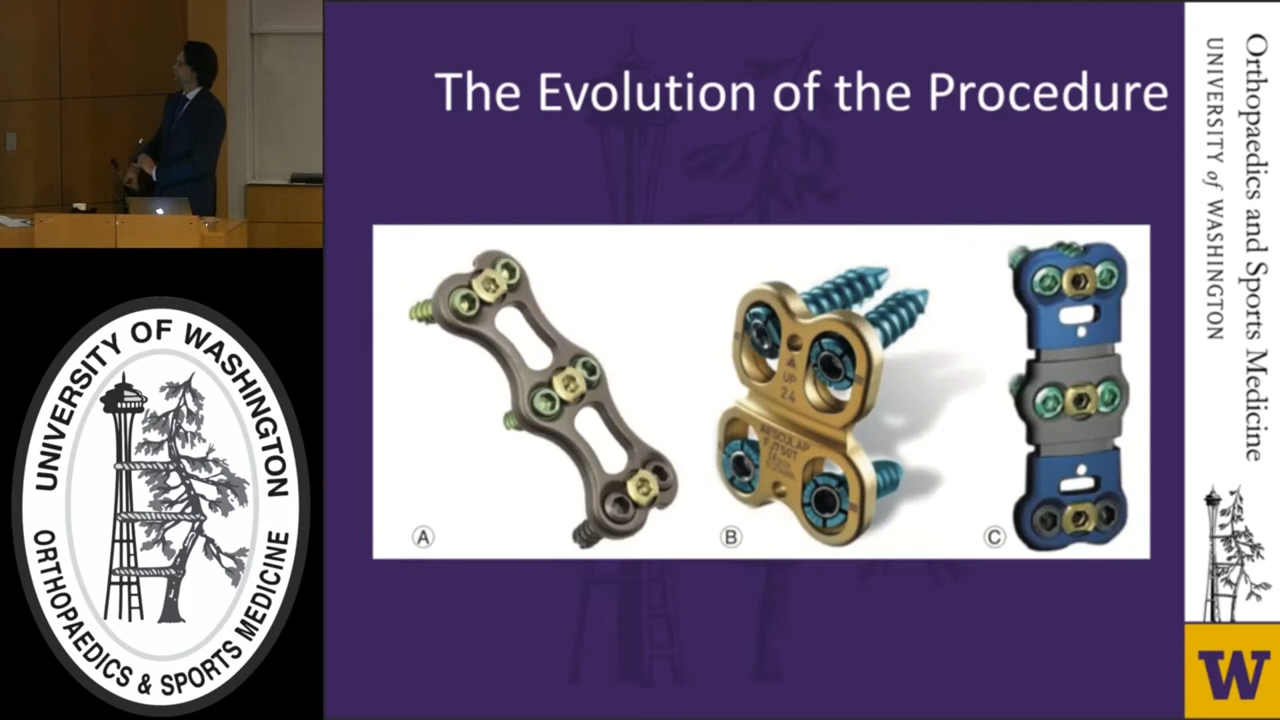 The Evolution of the Procedure
UP
24
AESCULAP
A
B
C
UNIVERSITY OF WASHINGTON
ORTHOPAEDICS & SPORTS MEDICINE
Orthopaedics and Sports Medicine
UNIVERSITY of WASHINGTON
W